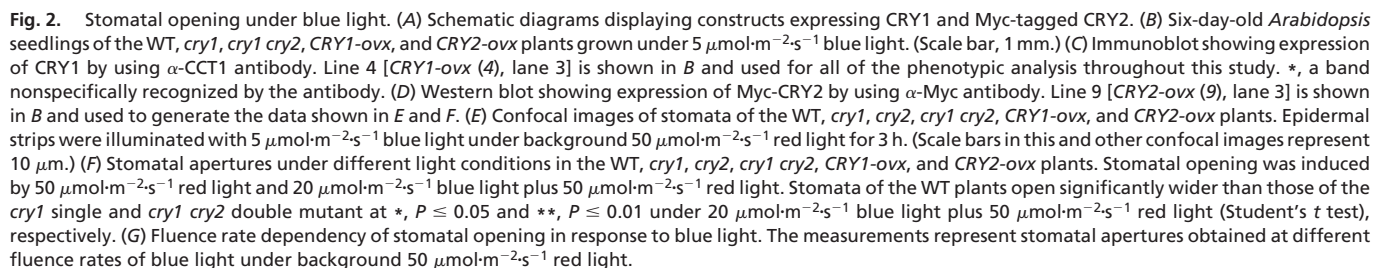 Fig. 2. Stomatal opening under blue light. (A) Schematic diagrams displaying constructs expressing CRY1 and Myc-tagged CRY2. (B) Six-day-old Arabidopsis
seedlings of the WT, cry1, cry1 cry2, CRY1-ovx, and CRY2-ovx plants grown under 5 μmol·m⁻²·s⁻¹ blue light. (Scale bar, 1 mm.) (C) Immunoblot showing expression
of CRY1 by using α-CCT1 antibody. Line 4 [CRY1-ovx (4), lane 3] is shown in B and used for all of the phenotypic analysis throughout this study. *, a band
nonspecifically recognized by the antibody. (D) Western blot showing expression of Myc-CRY2 by using α-Myc antibody. Line 9 [CRY2-ovx (9), lane 3] is shown
in B and used to generate the data shown in E and F. (E) Confocal images of stomata of the WT, cry1, cry2, cry1 cry2, CRY1-ovx, and CRY2-ovx plants. Epidermal
strips were illuminated with 5 μmol·m⁻²·s⁻¹ blue light under background 50 μmol·m⁻²·s⁻¹ red light for 3 h. (Scale bars in this and other confocal images represent
10 μm.) (F) Stomatal apertures under different light conditions in the WT, cry1, cry2, cry1 cry2, CRY1-ovx, and CRY2-ovx plants. Stomatal opening was induced
by 50 μmol·m⁻²·s⁻¹ red light and 20 μmol·m⁻²·s⁻¹ blue light plus 50 μmol·m⁻²·s⁻¹ red light. Stomata of the WT plants open significantly wider than those of the
cry1 single and cry1 cry2 double mutant at *, P ≤ 0.05 and **, P ≤ 0.01 under 20 μmol·m⁻²·s⁻¹ blue light plus 50 μmol·m⁻²·s⁻¹ red light (Student's t test),
respectively. (G) Fluence rate dependency of stomatal opening in response to blue light. The measurements represent stomatal apertures obtained at different
fluence rates of blue light under background 50 μmol·m⁻²·s⁻¹ red light.